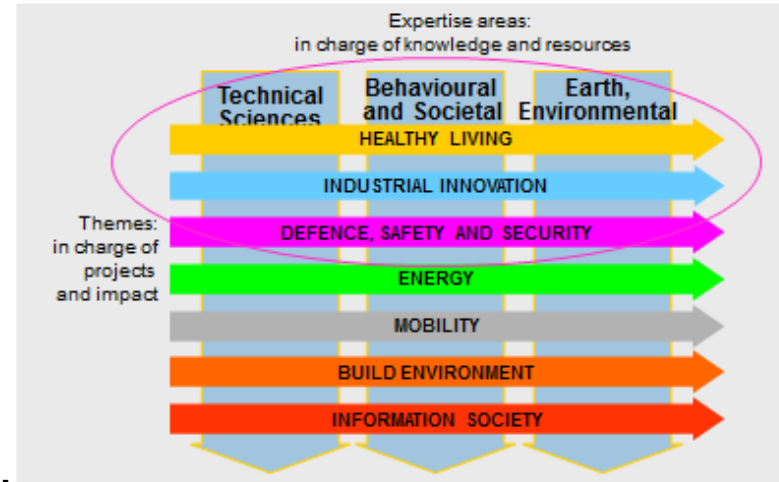 Expertise areas:
in charge of knowledge and resources
Technical
Sciences
Behavioural
and Societal
Earth,
Environmental
HEALTHY LIVING
INDUSTRIAL INNOVATION
DEFENCE, SAFETY AND SECURITY
Themes:
in charge of
projects
and impact
ENERGY
MOBILITY
BUILD ENVIRONMENT
INFORMATION SOCIETY